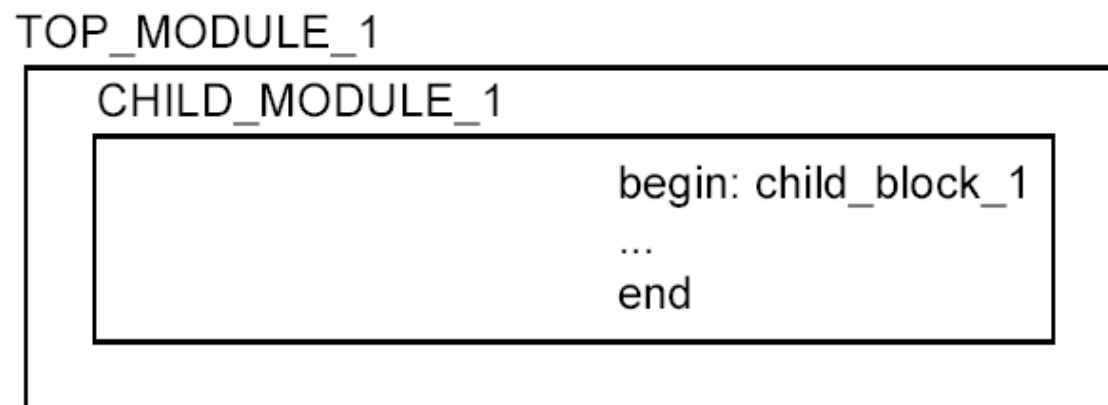 TOP_MODULE_1
CHILD_MODULE_1
begin: child_block_1
...
end